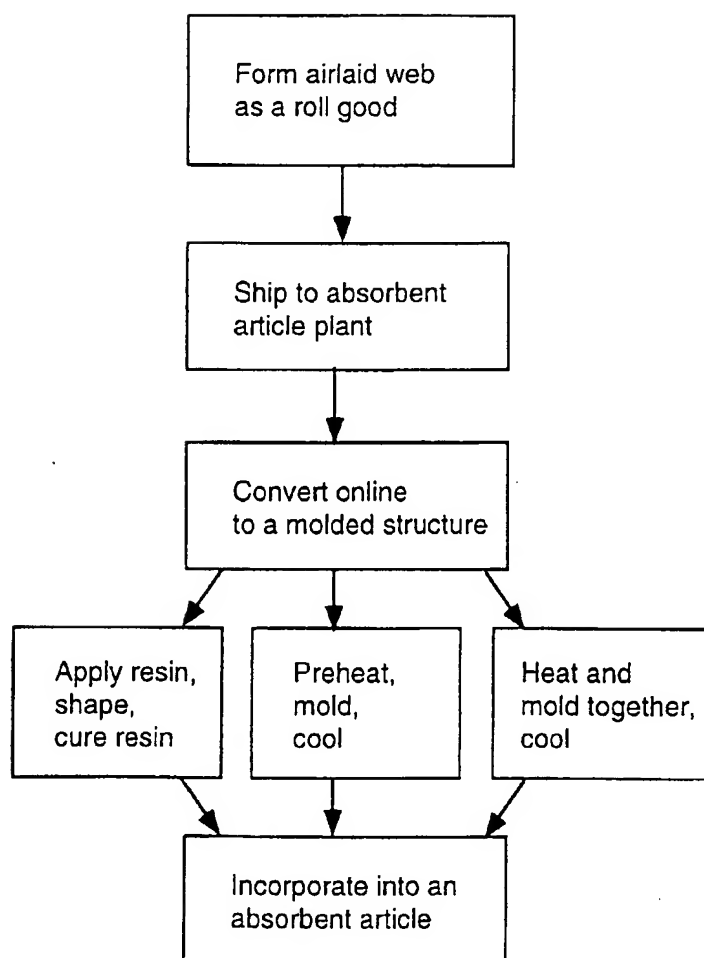 Form airlaid web
as a roll good
Ship to absorbent
article plant
Convert online
to a molded structure
Apply resin,
shape,
cure resin
Preheat,
mold,
cool
Heat and
mold together,
cool
Incorporate into an
absorbent article